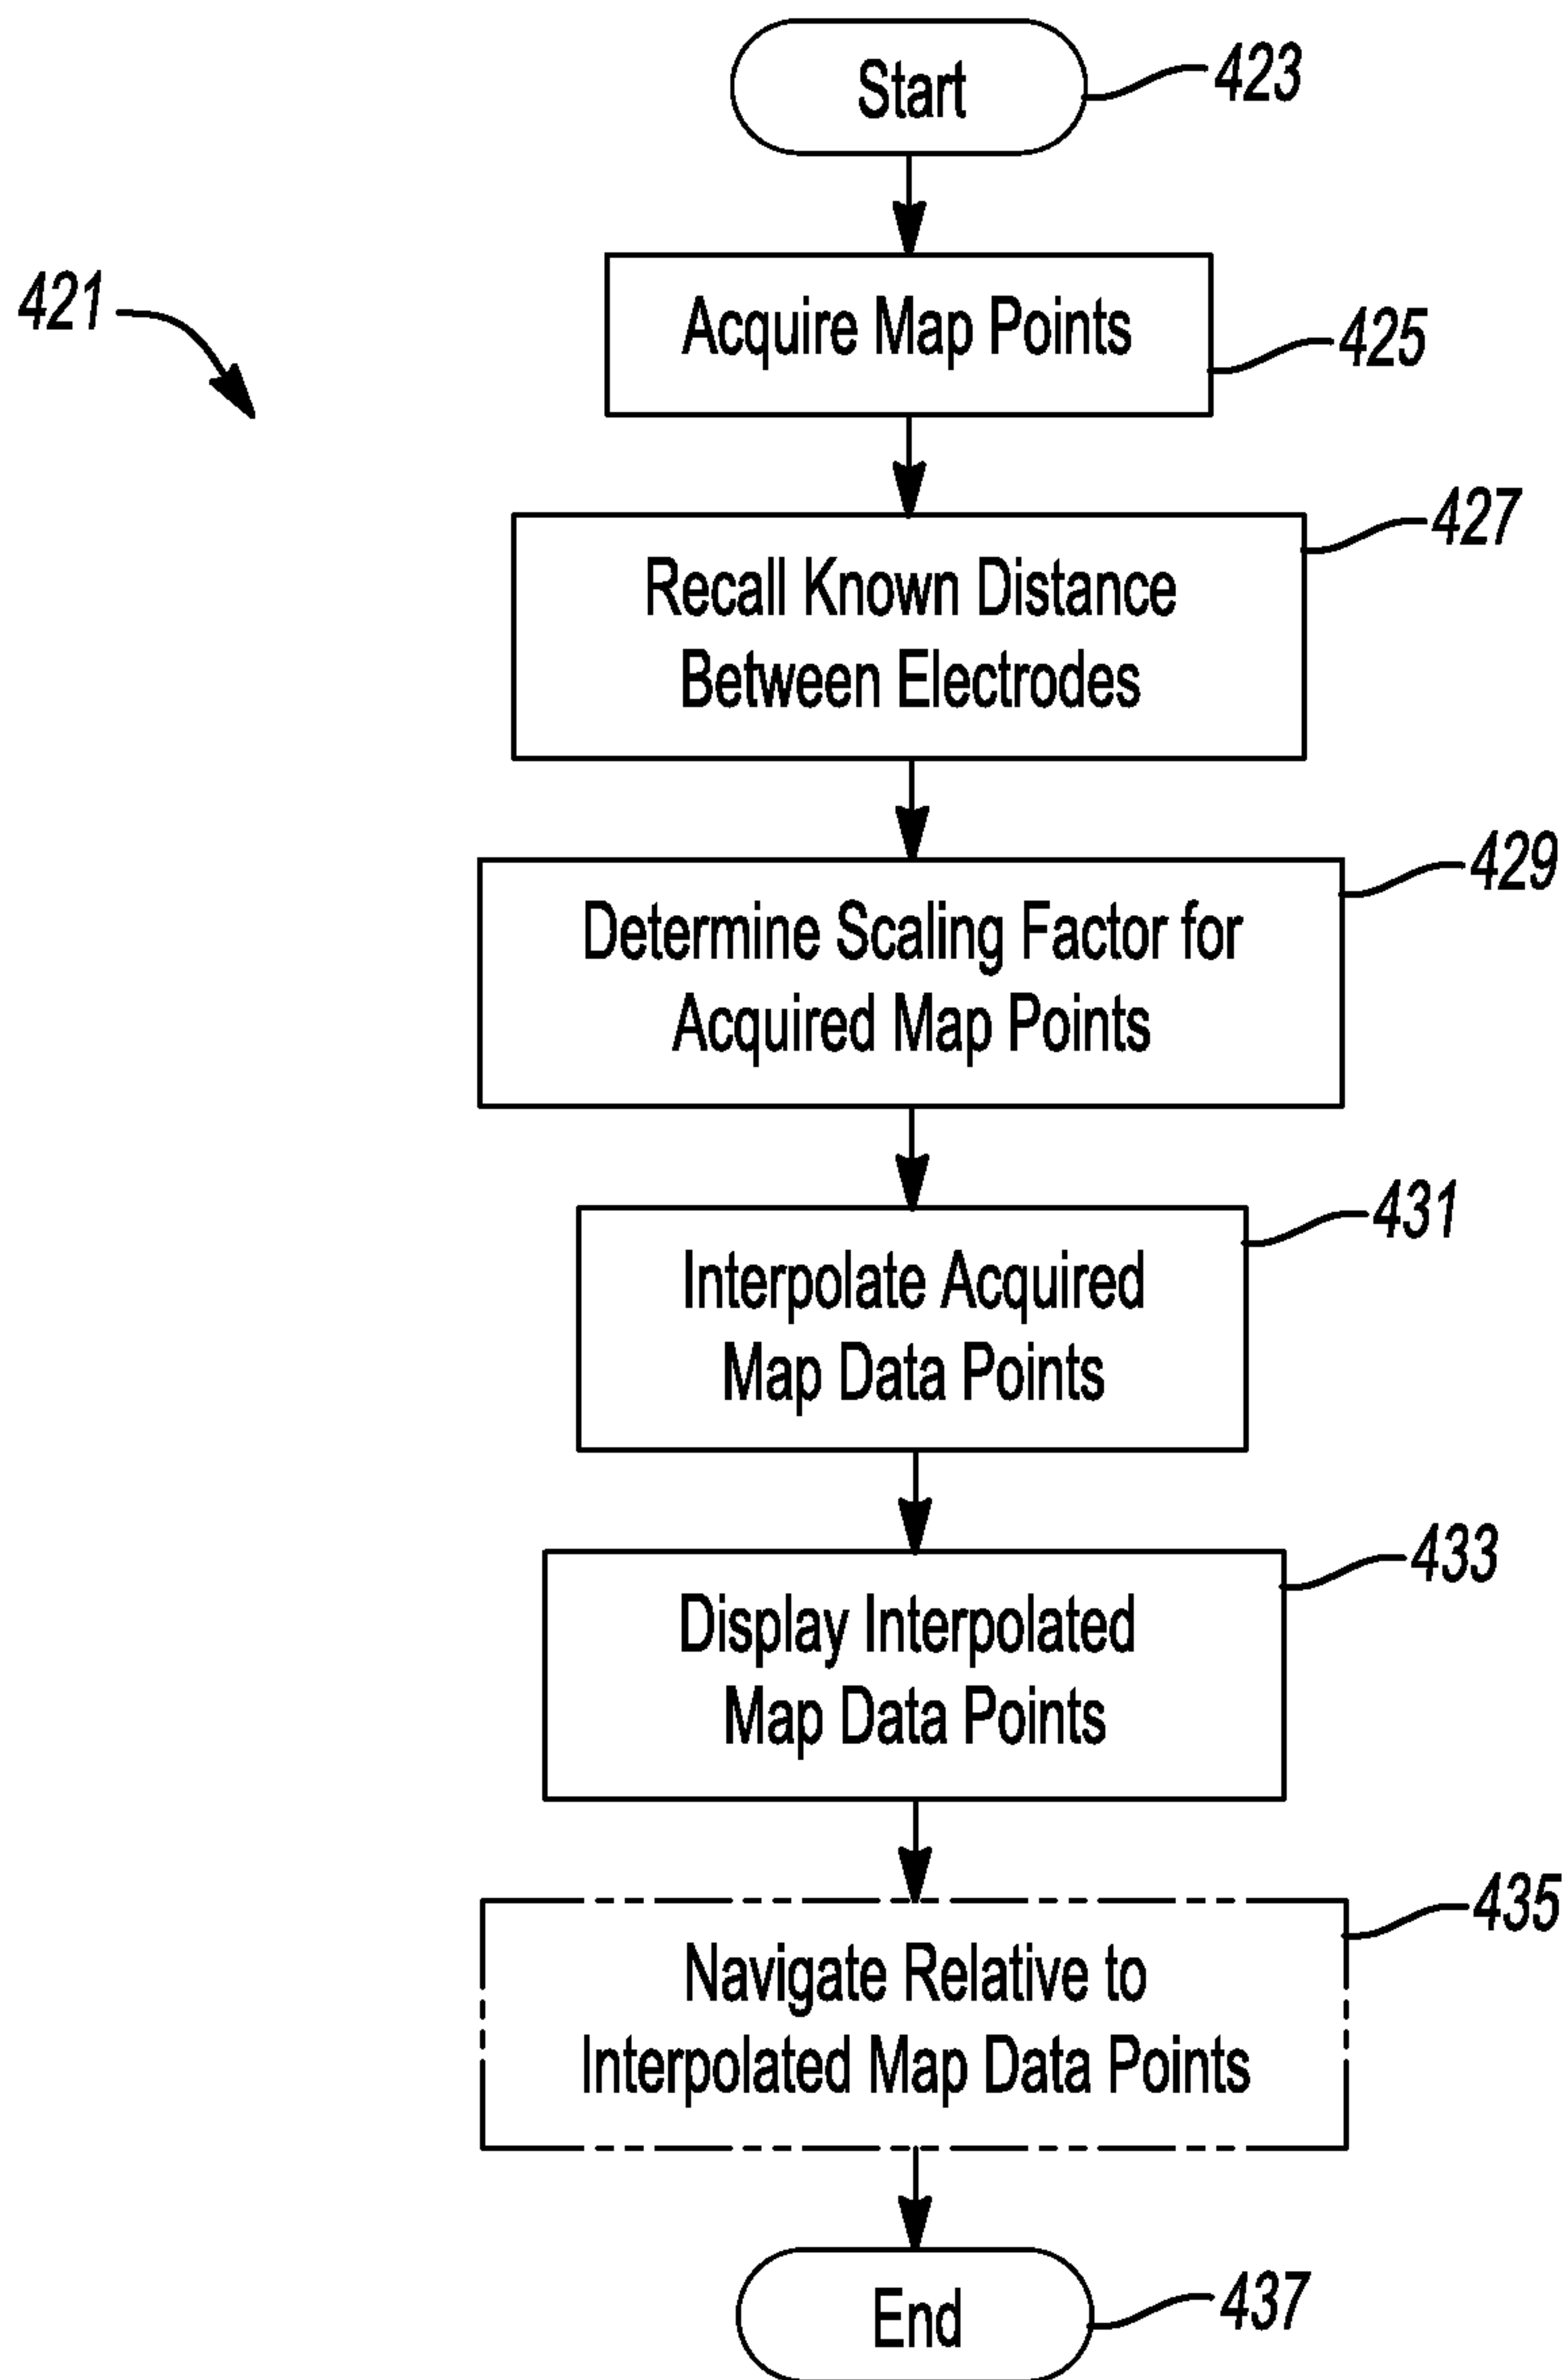 Start
423
421
Acquire Map Points
425
427
Recall Known Distance
Between Electrodes
429
Determine Scaling Factor for
Acquired Map Points
431
Interpolate Acquired
Map Data Points
433
Display Interpolated
Map Data Points
435
Navigate Relative to
Interpolated Map Data Points
End
437